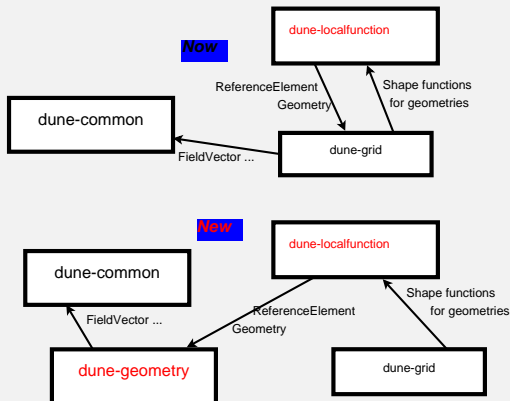 dune-localfunction
Now
ReferenceElement
Geometry
Shape functions
for geometries
dune-common
FieldVector ...
dune-grid
New
dune-localfunction
dune-common
FieldVector ...
ReferenceElement
Geometry
Shape functions
for geometries
dune-geometry
dune-grid